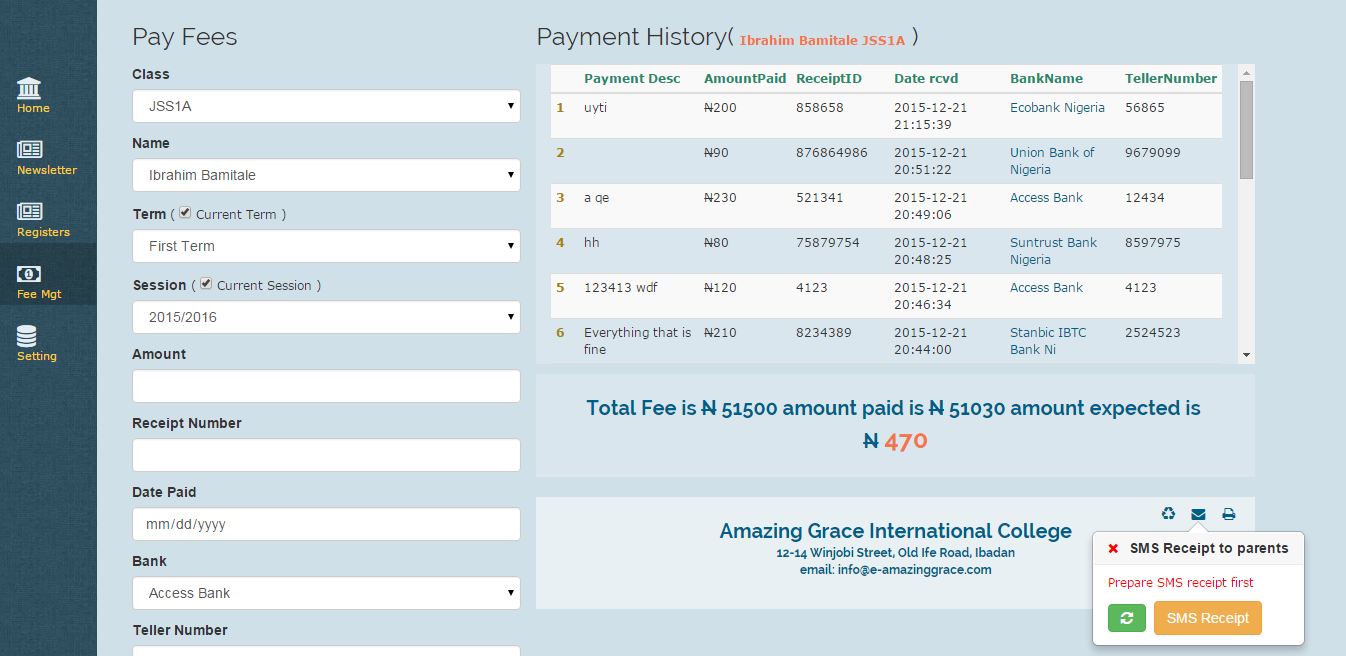 Home
Newsletter
Registers
Fee Mgt
Setting
Pay Fees
Class
JSS1A
Name
Ibrahim Bamitale
Term ( Current Term )
First Term
Session ( Current Session )
2015/2016
Amount
Receipt Number
Date Paid
mm/dd/yyyy
Bank
Access Bank
Teller Number
Payment History( Ibrahim Bamitale JSS1A )
Payment Desc AmountPaid ReceiptID Date rcvd BankName TellerNumber
1 uyti ₦200 858658 2015-12-21 Ecobank Nigeria 56865
21:15:39
2 ₦90 876864986 2015-12-21 Union Bank of 9679099
20:51:22 Nigeria
3 a qe ₦230 521341 2015-12-21 Access Bank 12434
20:49:06
4 hh ₦80 75879754 2015-12-21 Suntrust Bank 8597975
20:48:25 Nigeria
5 123413 wdf ₦120 4123 2015-12-21 Access Bank 4123
20:46:34
6 Everything that is ₦210 8234389 2015-12-21 Stanbic IBTC 2524523
fine 20:44:00 Bank Ni
Total Fee is ₦ 51500 amount paid is ₦ 51030 amount expected is
₦ 470
Amazing Grace International College
12-14 Winjobi Street, Old Ife Road, Ibadan
email: info@e-amazinggrace.com
SMS Receipt to parents
Prepare SMS receipt first
SMS Receipt